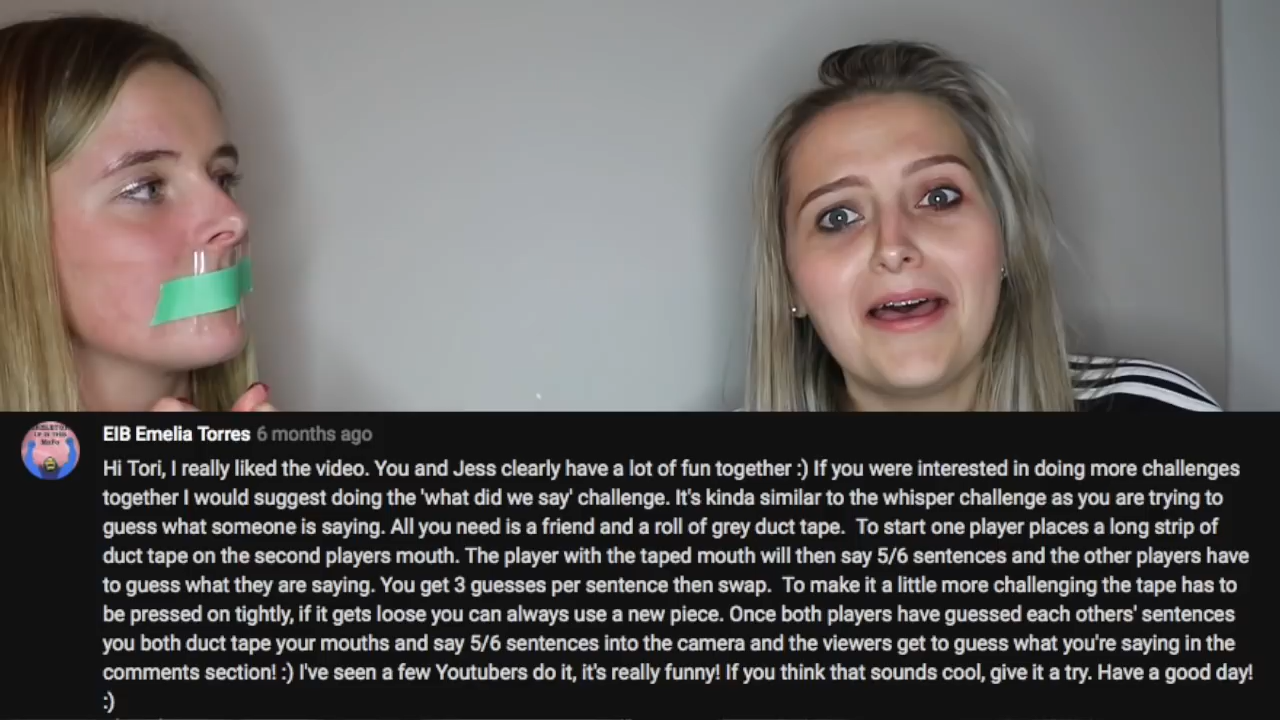 EIB Emelia Torres 6 months ago
Hi Tori, I really liked the video. You and Jess clearly have a lot of fun together :) If you were interested in doing more challenges
together I would suggest doing the 'what did we say' challenge. It's kinda similar to the whisper challenge as you are trying to
guess what someone is saying. All you need is a friend and a roll of grey duct tape.  To start one player places a long strip of
duct tape on the second players mouth. The player with the taped mouth will then say 5/6 sentences and the other players have
to guess what they are saying. You get 3 guesses per sentence then swap.  To make it a little more challenging the tape has to
be pressed on tightly, if it gets loose you can always use a new piece. Once both players have guessed each others' sentences
you both duct tape your mouths and say 5/6 sentences into the camera and the viewers get to guess what you're saying in the
comments section! :) I've seen a few Youtubers do it, it's really funny! If you think that sounds cool, give it a try. Have a good day!
:)